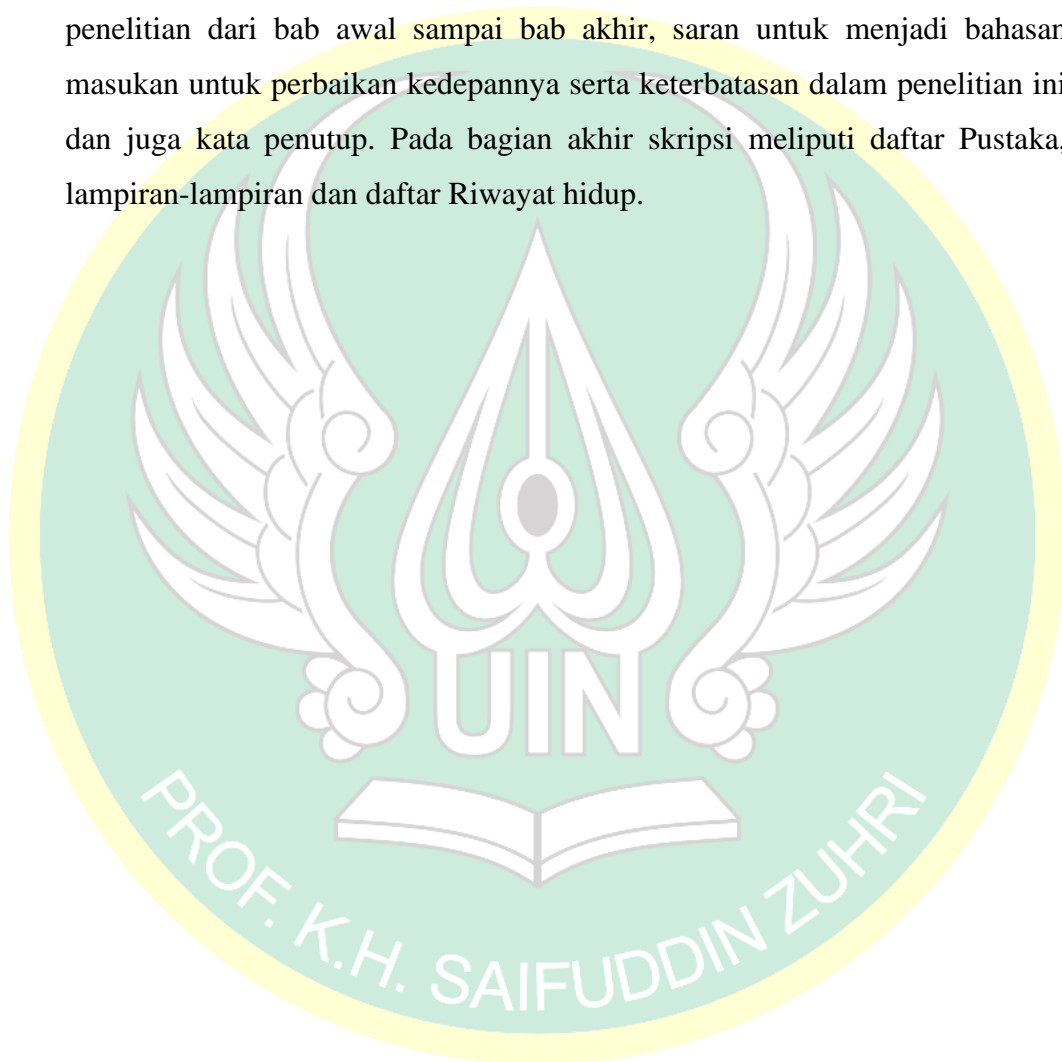 penelitian dari bab awal sampai bab akhir, saran untuk menjadi bahasan
masukan untuk perbaikan kedepannya serta keterbatasan dalam penelitian ini
dan juga kata penutup. Pada bagian akhir skripsi meliputi daftar Pustaka,
lampiran-lampiran dan daftar Riwayat hidup.
UIN
PROF. K.H. SAIFUDDIN ZUHRI